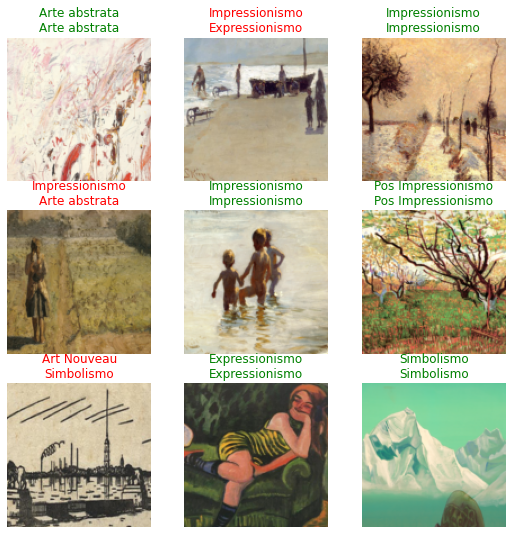 Arte abstrata
Arte abstrata
Impressionismo
Expressionismo
Impressionismo
Impressionismo
Impressionismo
Arte abstrata
Impressionismo
Impressionismo
Pos Impressionismo
Pos Impressionismo
Art Nouveau
Simbolismo
Expressionismo
Expressionismo
Simbolismo
Simbolismo